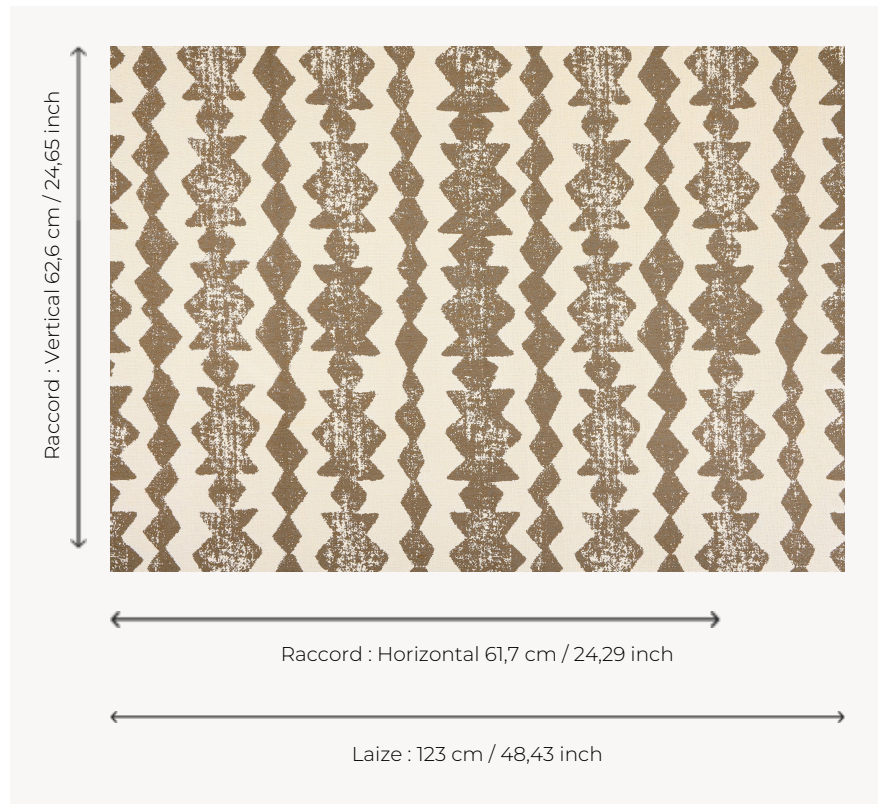 Raccord : Vertical 62,6 cm / 24,65 inch
Raccord : Horizontal 61,7 cm / 24,29 inch
Laize : 123 cm / 48,43 inch